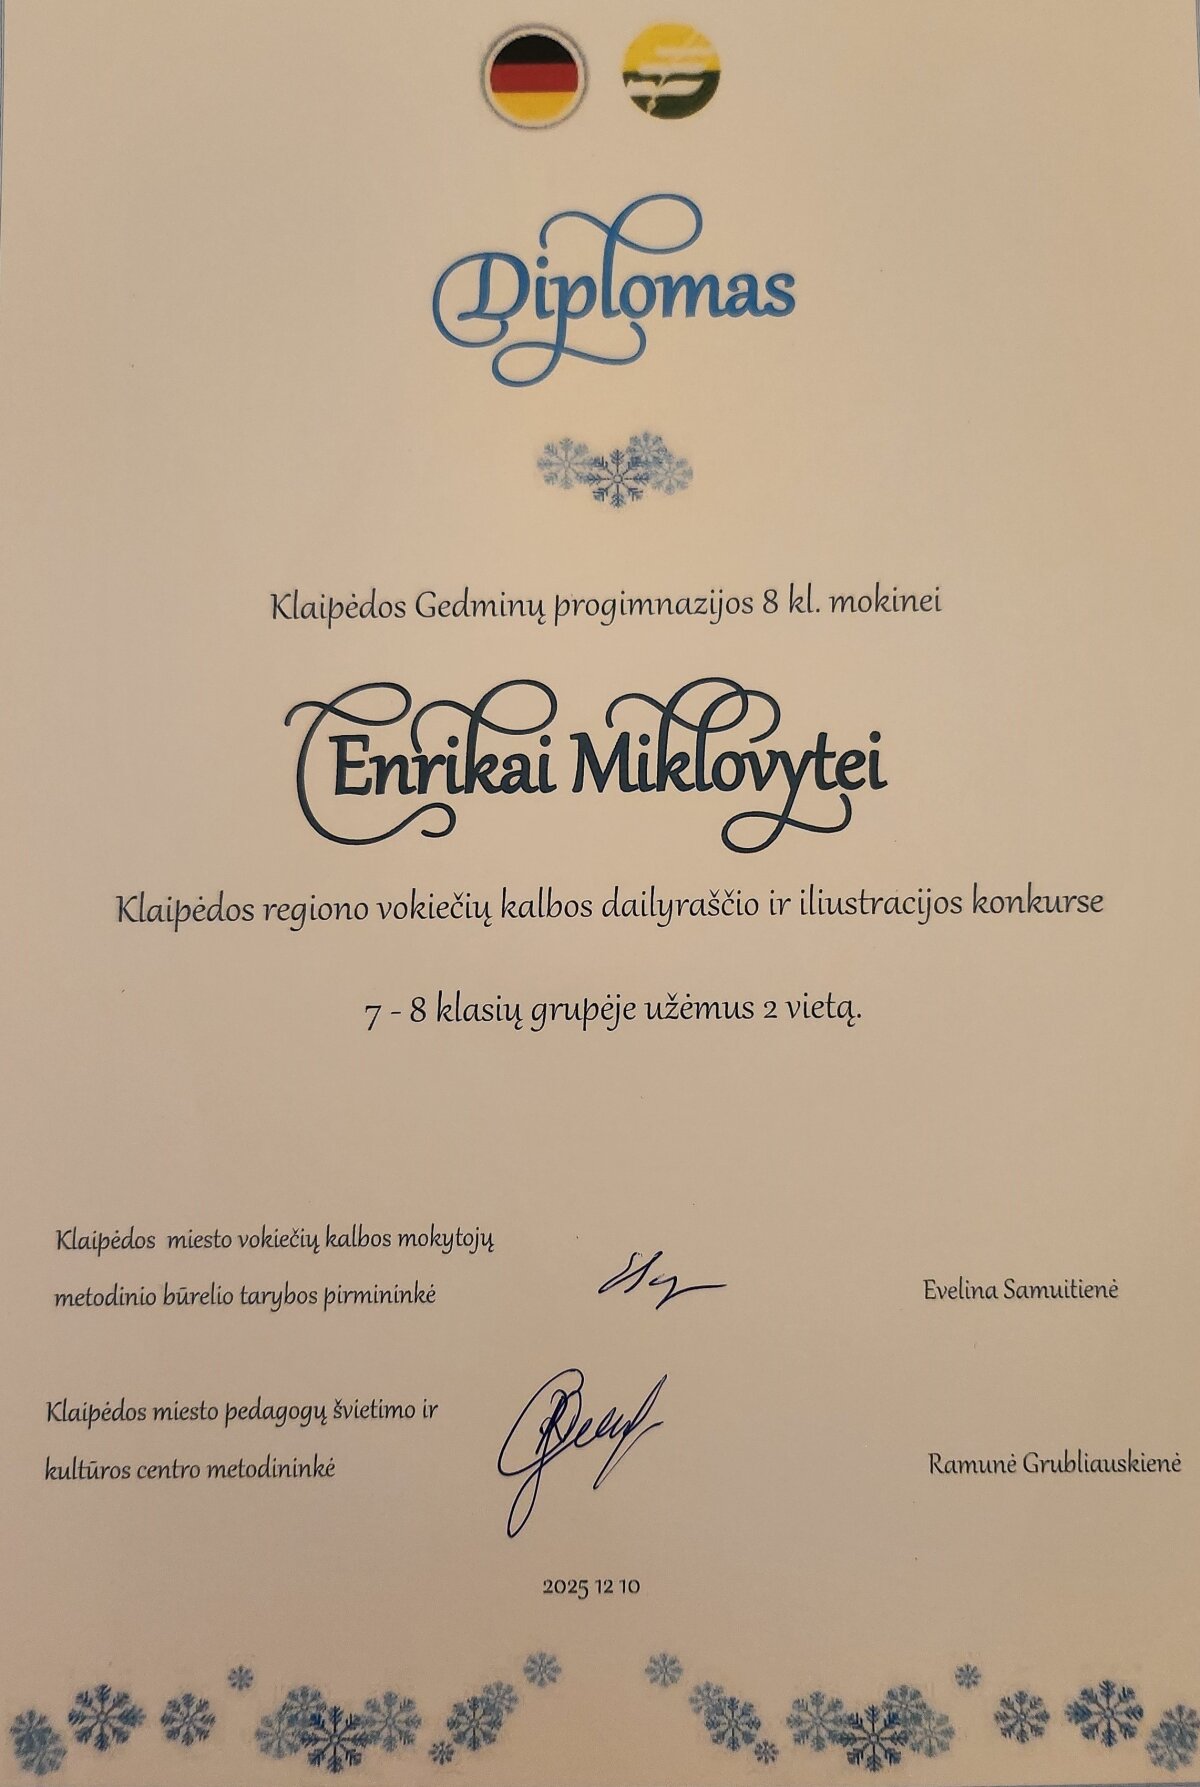 Diplomas
Klaipėdos Gedminų progimnazijos 8 kl. mokinei
Enrikai Miklovytei
Klaipėdos regiono vokiečių kalbos dailyraščio ir iliustracijos konkurse
7 - 8 klasių grupėje užėmus 2 vietą.
Klaipėdos miesto vokiečių kalbos mokytojų
metodinio būrelio tarybos pirmininkė
Evelina Samuitienė
Klaipėdos miesto pedagogų švietimo ir
kultūros centro metodininkė
Ramunė Grubliauskienė
2025 12 10